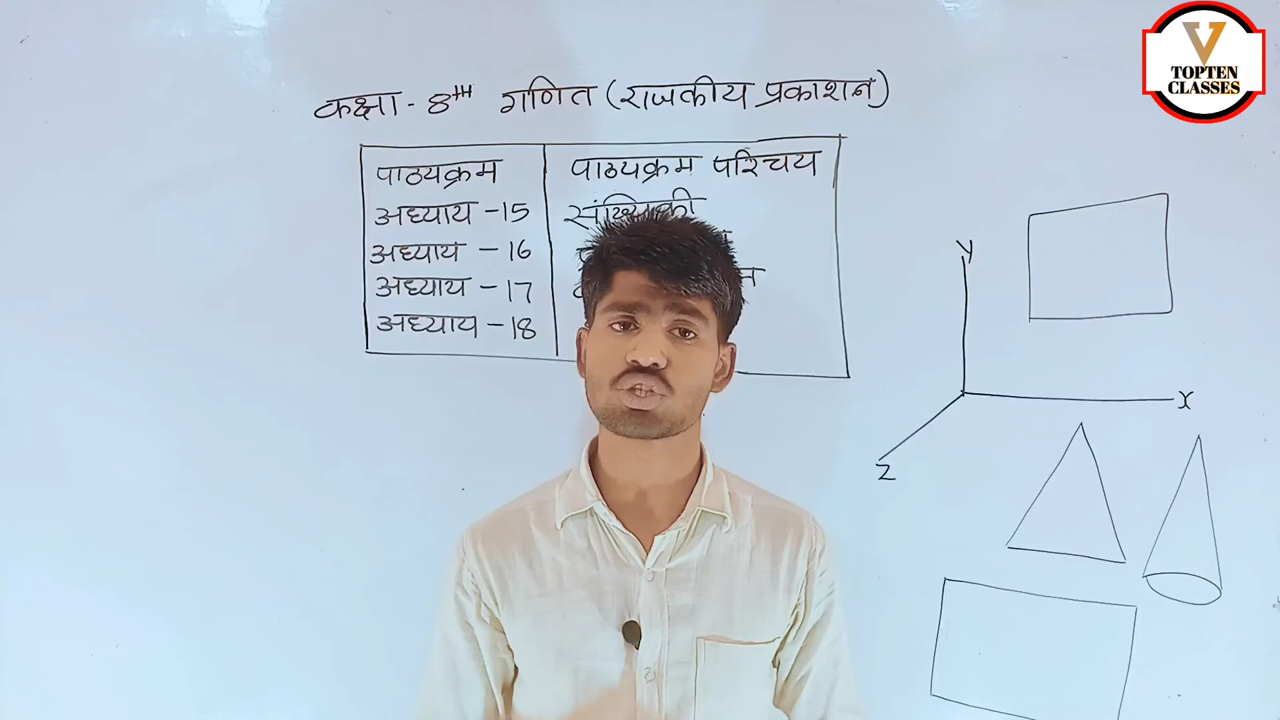 कक्षा - 8ᵗʰ गणित (राजकीय प्रकाशन)
पाठ्यक्रम पाठ्यक्रम परिचय
अध्याय - 15 संख्यिकी
अध्याय - 16
अध्याय - 17
अध्याय - 18
y
x
z
V
TOPTEN
CLASSES